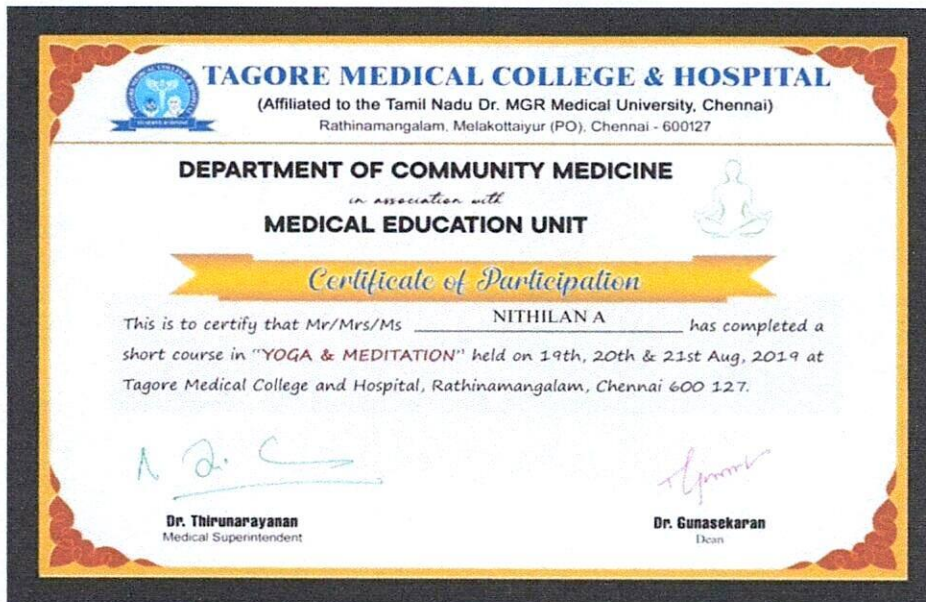 TAGORE MEDICAL COLLEGE & HOSPITAL
(Affiliated to the Tamil Nadu Dr. MGR Medical University, Chennai)
Rathinamangalam, Melakottaiyur (PO), Chennai - 600127
DEPARTMENT OF COMMUNITY MEDICINE
in association with
MEDICAL EDUCATION UNIT
Certificate of Participation
This is to certify that Mr/Mrs/Ms NITHILAN A has completed a
short course in "YOGA & MEDITATION" held on 19th, 20th & 21st Aug, 2019 at
Tagore Medical College and Hospital, Rathinamangalam, Chennai 600 127.
Dr. Thirunarayanan
Medical Superintendent
Dr. Gunasekaran
Dean